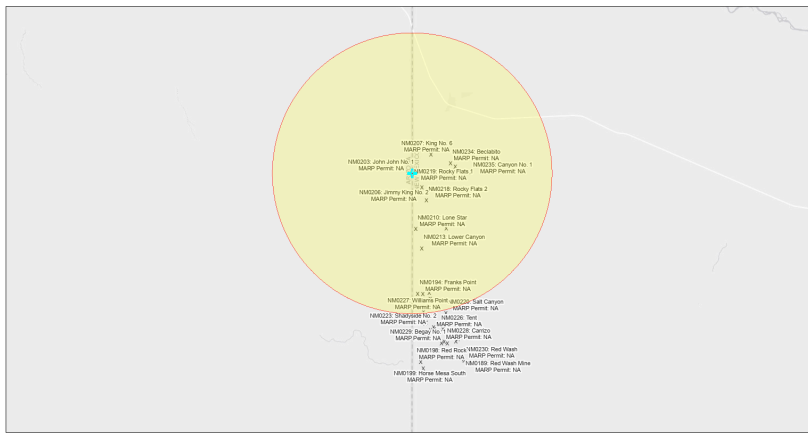 NM0207: King No. 6
MARP Permit: NA
NM0234: Beclabito
MARP Permit: NA
NM0203: John John No. 1
MARP Permit: NA
NM0235: Canyon No. 1
MARP Permit: NA
NM0219: Rocky Flats 1
MARP Permit: NA
NM0218: Rocky Flats 2
MARP Permit: NA
NM0206: Jimmy King No. 2
MARP Permit: NA
NM0210: Lone Star
MARP Permit: NA
NM0213: Lower Canyon
MARP Permit: NA
NM0194: Franks Point
MARP Permit: NA
NM0227: Williams Point
MARP Permit: NA
Salt Canyon
MARP Permit: NA
NM0223: Shadyside No. 2
MARP Permit: NA
NM0226: Tent
MARP Permit: NA
NM0229: Begay No. 1
MARP Permit: NA
NM0228: Carrizo
MARP Permit: NA
NM0198: Red Rock
MARP Permit: NA
NM0230: Red Wash
MARP Permit: NA
NM0189: Red Wash Mine
MARP Permit: NA
NM0199: Horse Mesa South
MARP Permit: NA